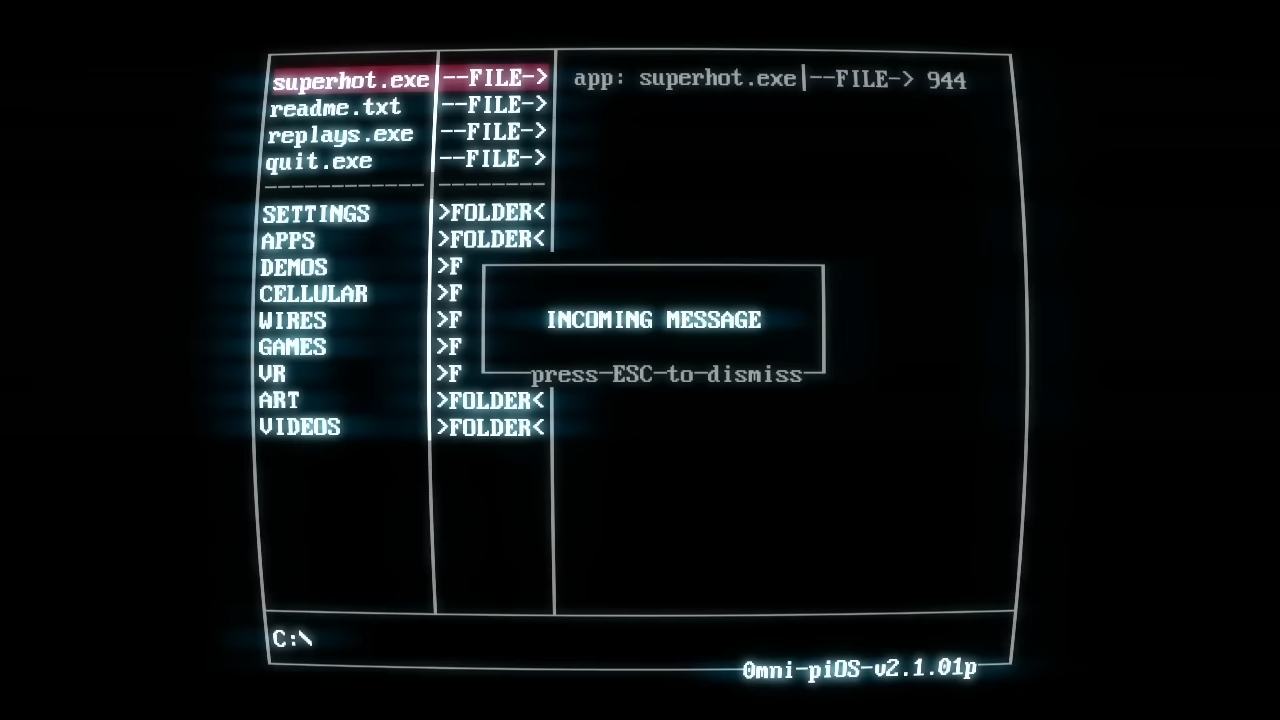 superhot.exe --FILE-> app: superhot.exe|--FILE-> 944
readme.txt --FILE->
replays.exe --FILE->
quit.exe --FILE->
------------- --------
SETTINGS >FOLDER<
APPS >FOLDER<
DEMOS >F
CELLULAR >F
WIRES >F
GAMES >F
VR >F
ART >FOLDER<
VIDEOS >FOLDER<
INCOMING MESSAGE
press-ESC-to-dismiss
C:\
0mni-piOS-v2.1.01p